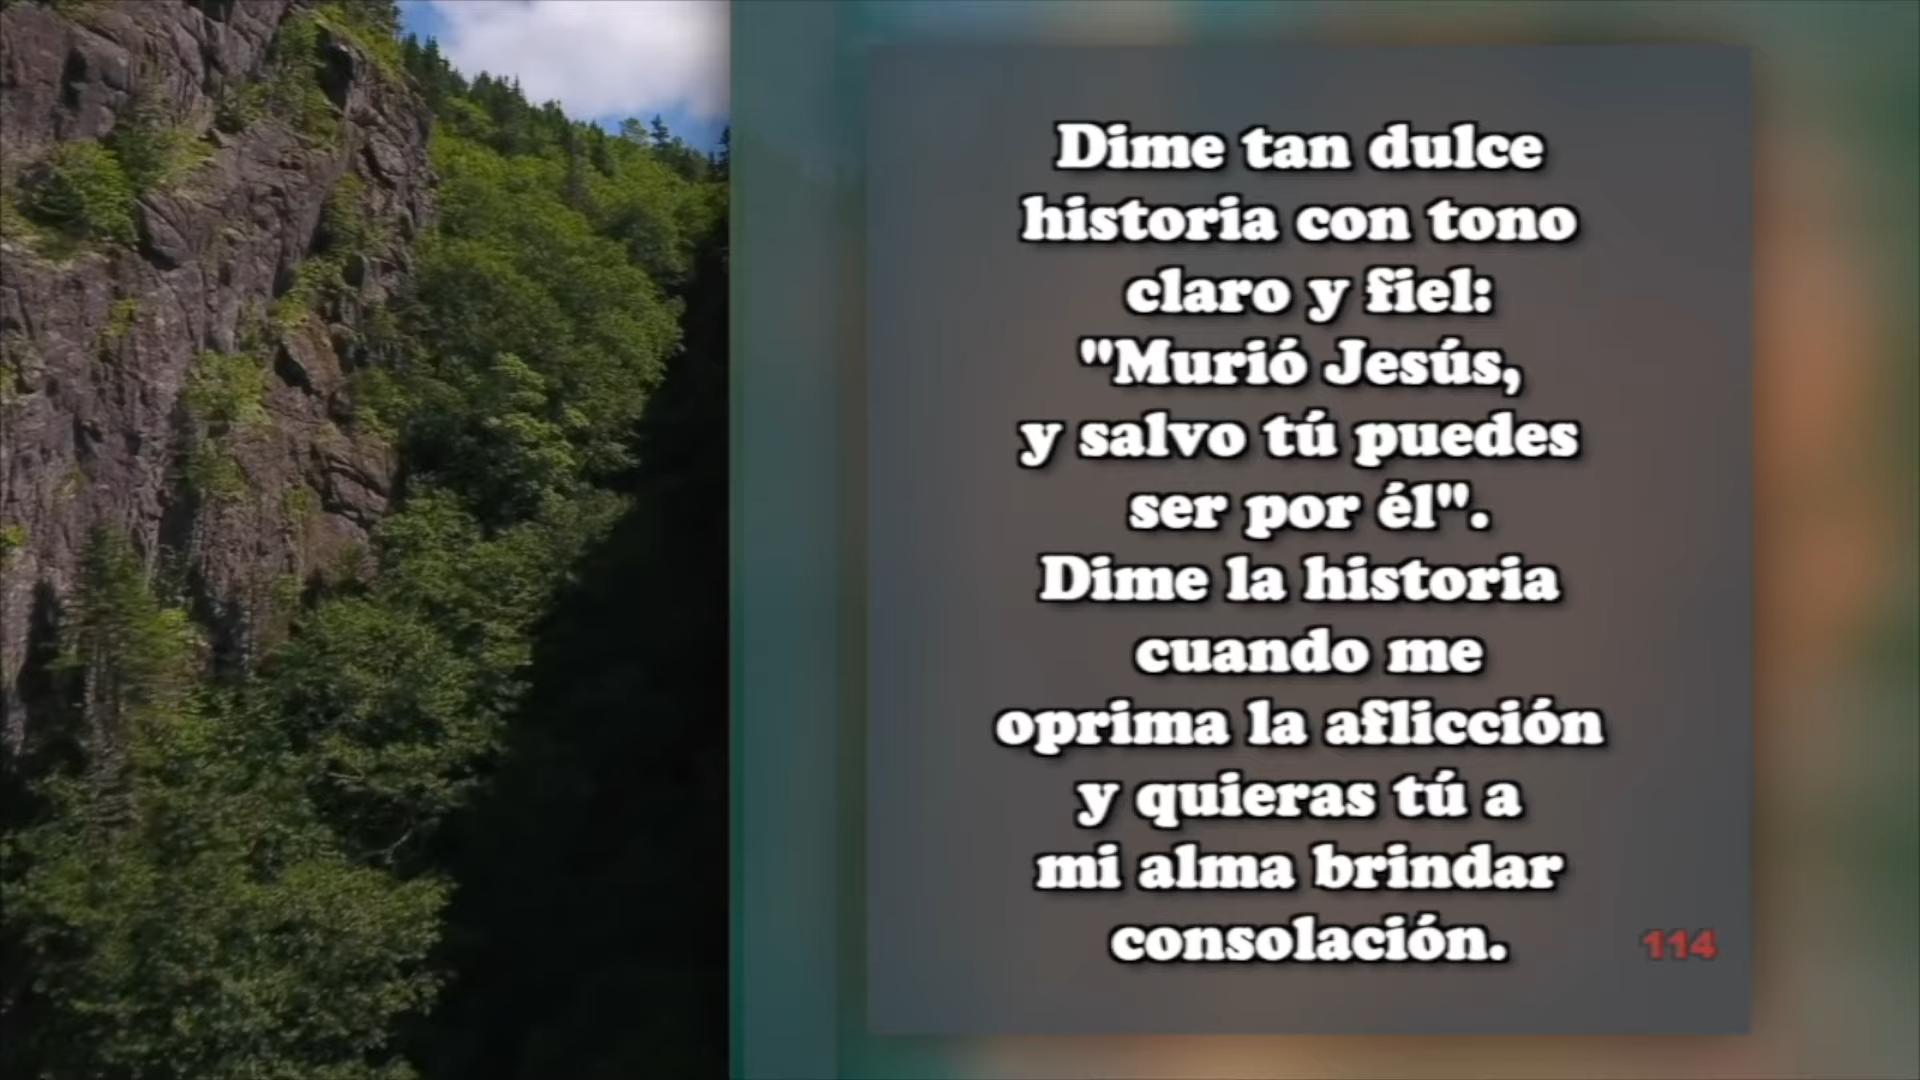 Dime tan dulce
historia con tono
claro y fiel:
"Murió Jesús,
y salvo tú puedes
ser por él".
Dime la historia
cuando me
oprima la aflicción
y quieras tú a
mi alma brindar
consolación.
114